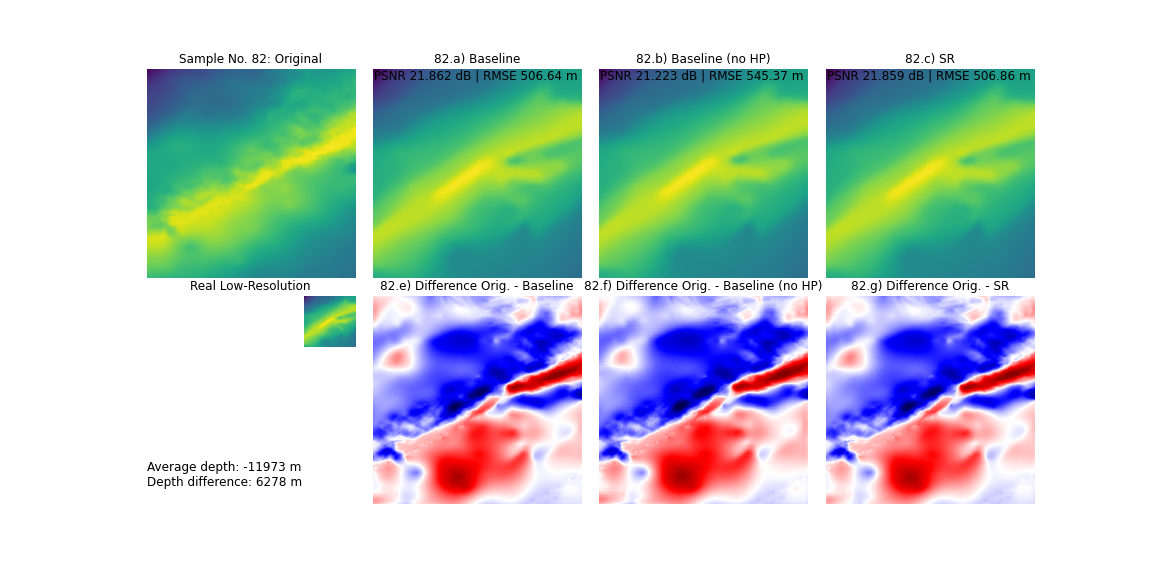 Sample No. 82: Original
82.a) Baseline
82.b) Baseline (no HP)
82.c) SR
PSNR 21.862 dB | RMSE 506.64 m
PSNR 21.223 dB | RMSE 545.37 m
PSNR 21.859 dB | RMSE 506.86 m
Real Low-Resolution
82.e) Difference Orig. - Baseline
82.f) Difference Orig. - Baseline (no HP)
82.g) Difference Orig. - SR
Average depth: -11973 m
Depth difference: 6278 m